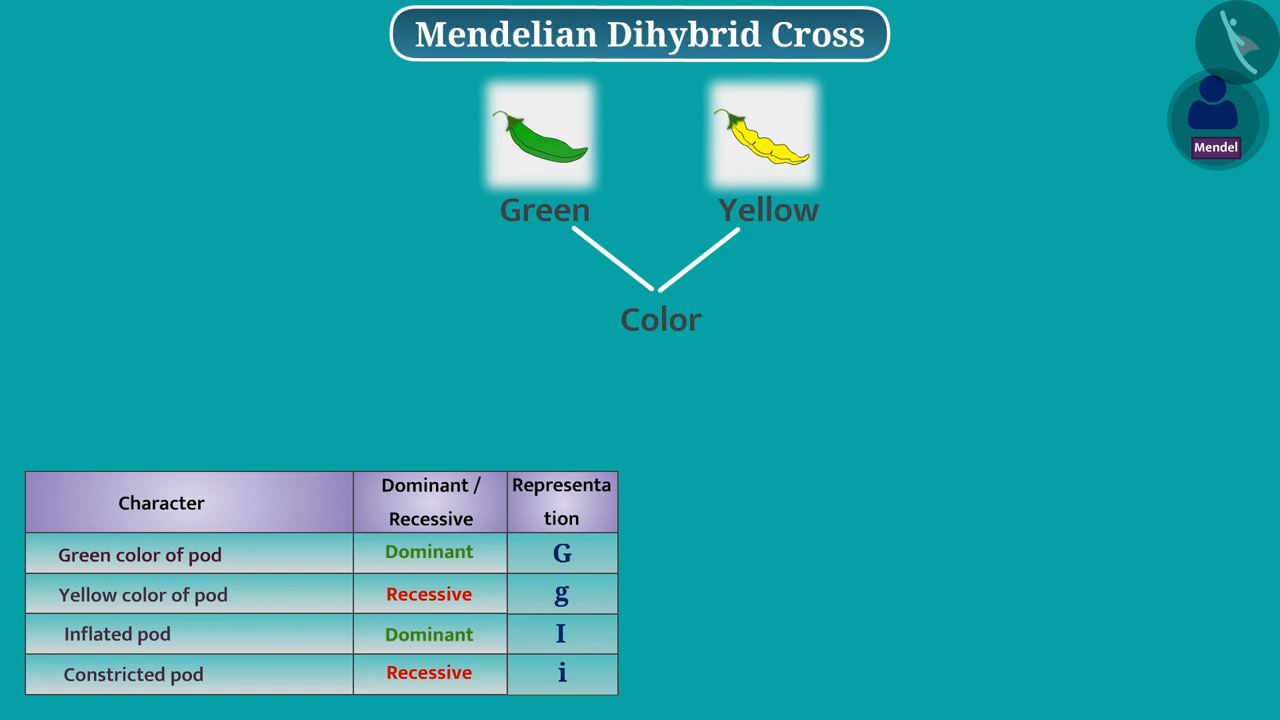 Mendelian Dihybrid Cross
Mendel
Green Yellow
Color
Character Dominant / Recessive Representa tion
Green color of pod Dominant G
Yellow color of pod Recessive g
Inflated pod Dominant I
Constricted pod Recessive i